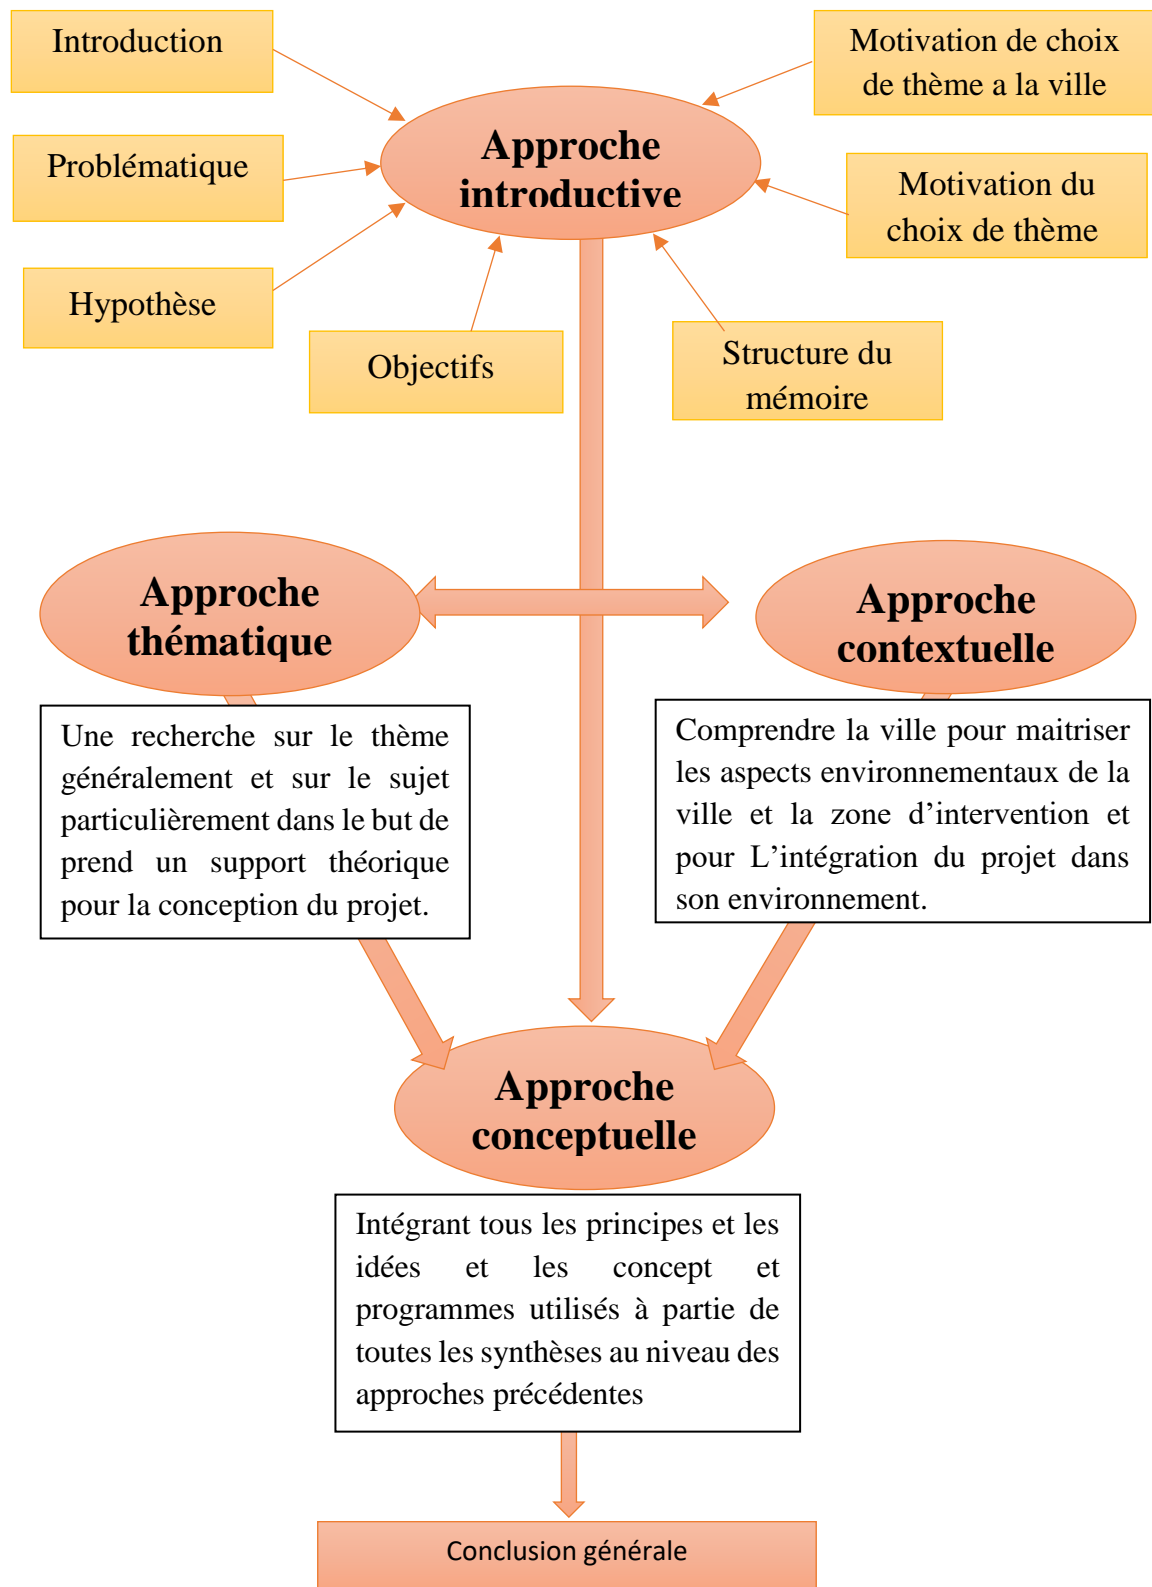 Introduction
Motivation de choix
de thème a la ville
Approche
introductive
Problématique
Motivation du
choix de thème
Hypothèse
Objectifs
Structure du
mémoire
Approche
thématique
Approche
contextuelle
Une recherche sur le thème
généralement et sur le sujet
particulièrement dans le but de
prend un support théorique
pour la conception du projet.
Comprendre la ville pour maitriser
les aspects environnementaux de la
ville et la zone d’intervention et
pour L’intégration du projet dans
son environnement.
Approche
conceptuelle
Intégrant tous les principes et les
idées et les concept et
programmes utilisés à partie de
toutes les synthèses au niveau des
approches précédentes
Conclusion générale